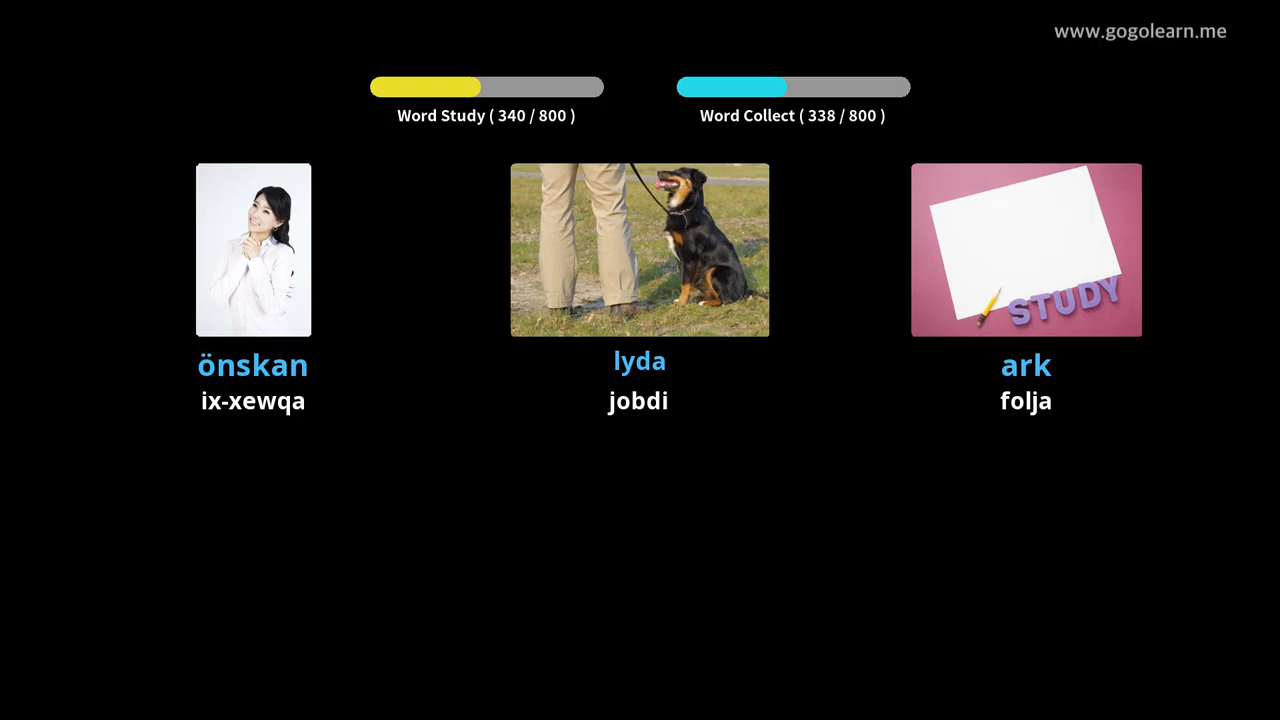 www.gogolearn.me
Word Study ( 340 / 800 )
Word Collect ( 338 / 800 )
STUDY
önskan
lyda
ark
ix-xewqa
jobdi
folja